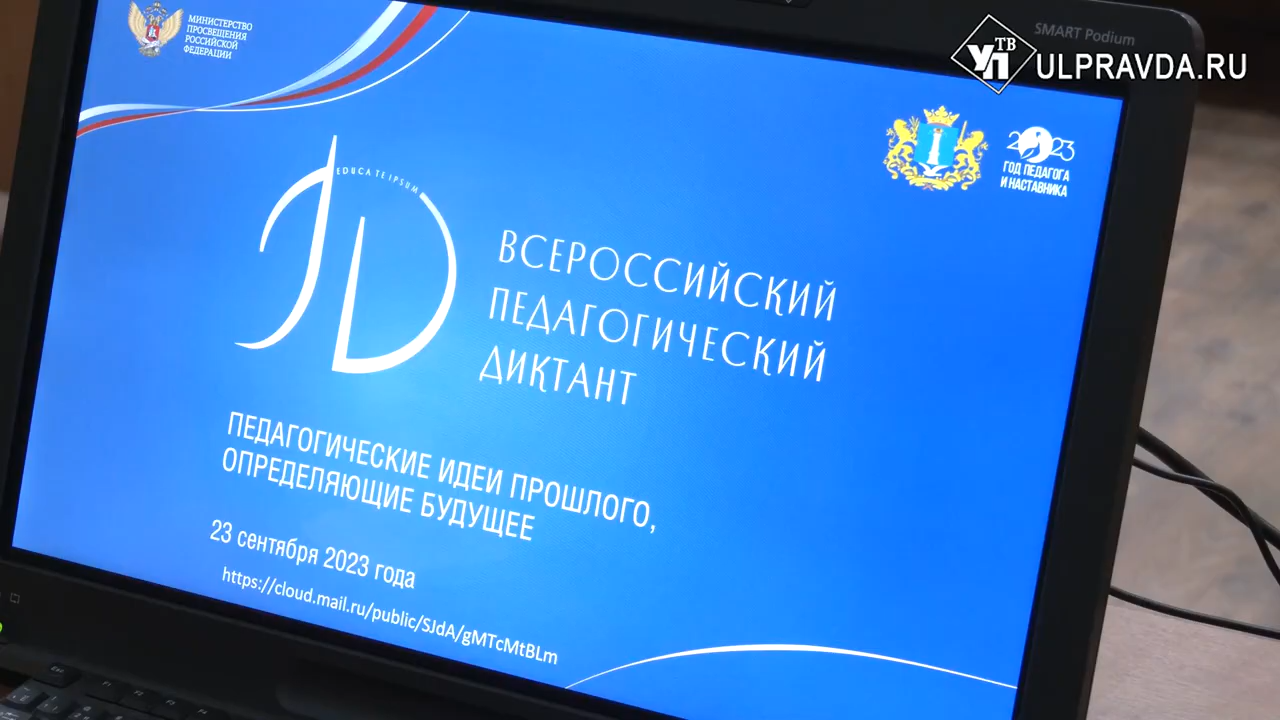 МИНИСТЕРСТВО
ПРОСВЕЩЕНИЯ
РОССИЙСКОЙ
ФЕДЕРАЦИИ
SMART Podium
УП ТВ
ULPRAVDA.RU
2023
ГОД ПЕДАГОГА
И НАСТАВНИКА
EDUCA TE IPSUM
ВСЕРОССИЙСКИЙ
ПЕДАГОГИЧЕСКИЙ
ДИКТАНТ
ПЕДАГОГИЧЕСКИЕ ИДЕИ ПРОШЛОГО,
ОПРЕДЕЛЯЮЩИЕ БУДУЩЕЕ
23 сентября 2023 года
https://cloud.mail.ru/public/SJdA/gMTcMtBLm